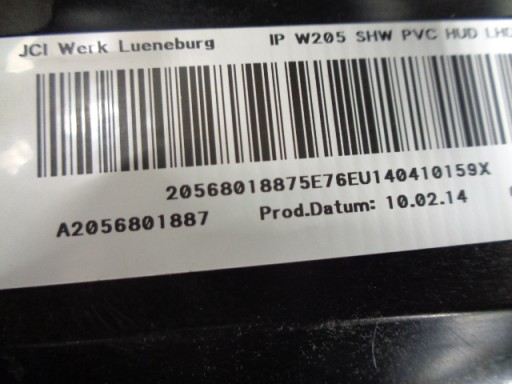 JCI Werk Lueneburg IP W205 SHW PVC HUD LHD
20568018875E76EU140410159X
A2056801887 Prod.Datum: 10.02.14